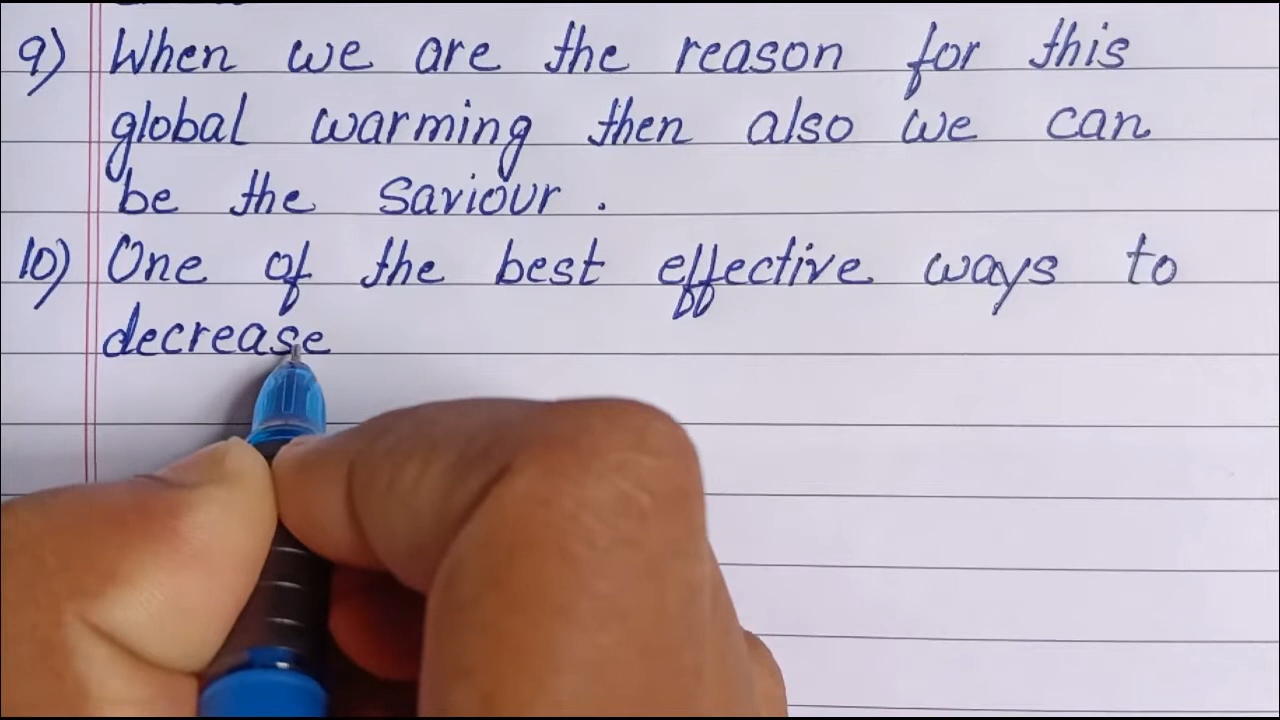 9) When we are the reason for this
global warming then also we can
be the Saviour .
10) One of the best effective ways to
decrease